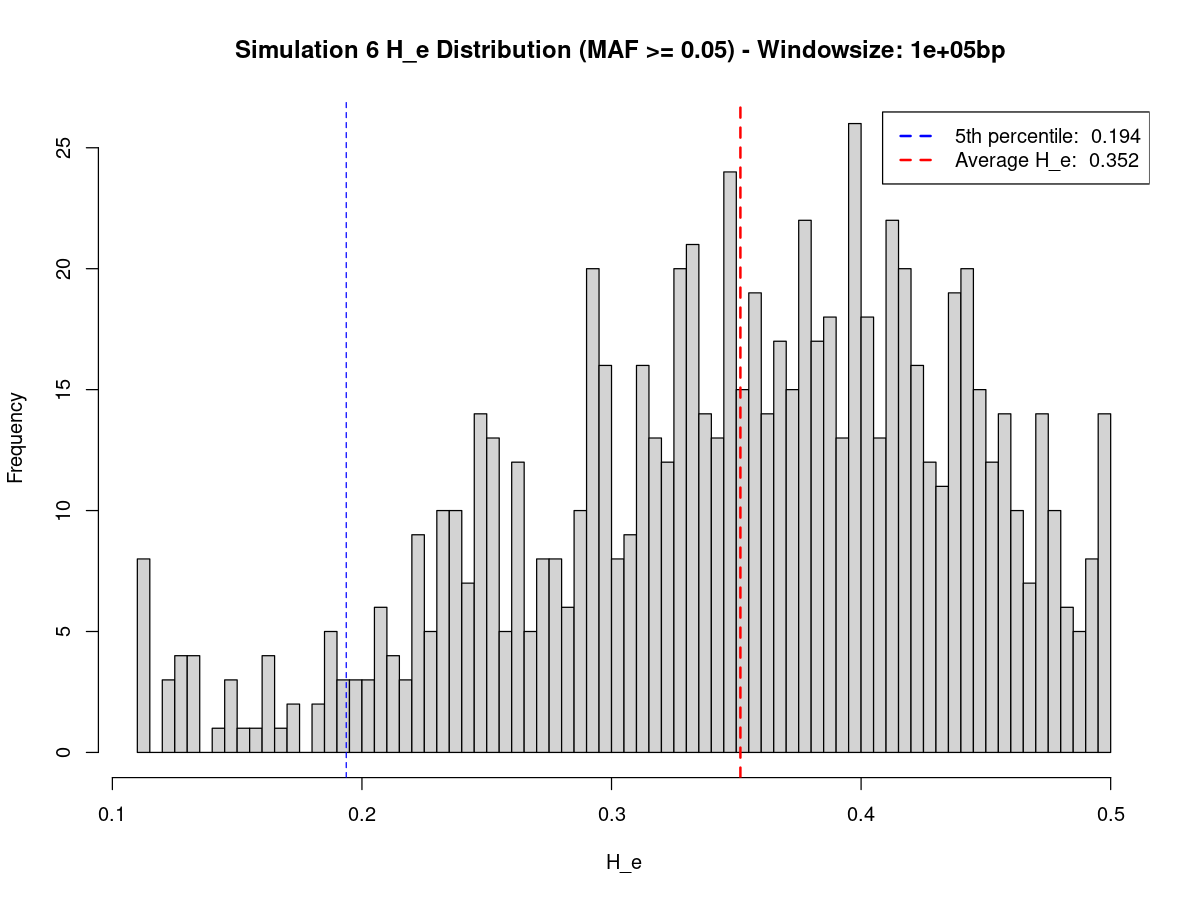 Simulation 6 H_e Distribution (MAF >= 0.05) - Windowsize: 1e+05bp
5th percentile:  0.194
Average H_e:  0.352
Frequency
25
20
15
10
5
0
0.1 0.2 0.3 0.4 0.5
H_e